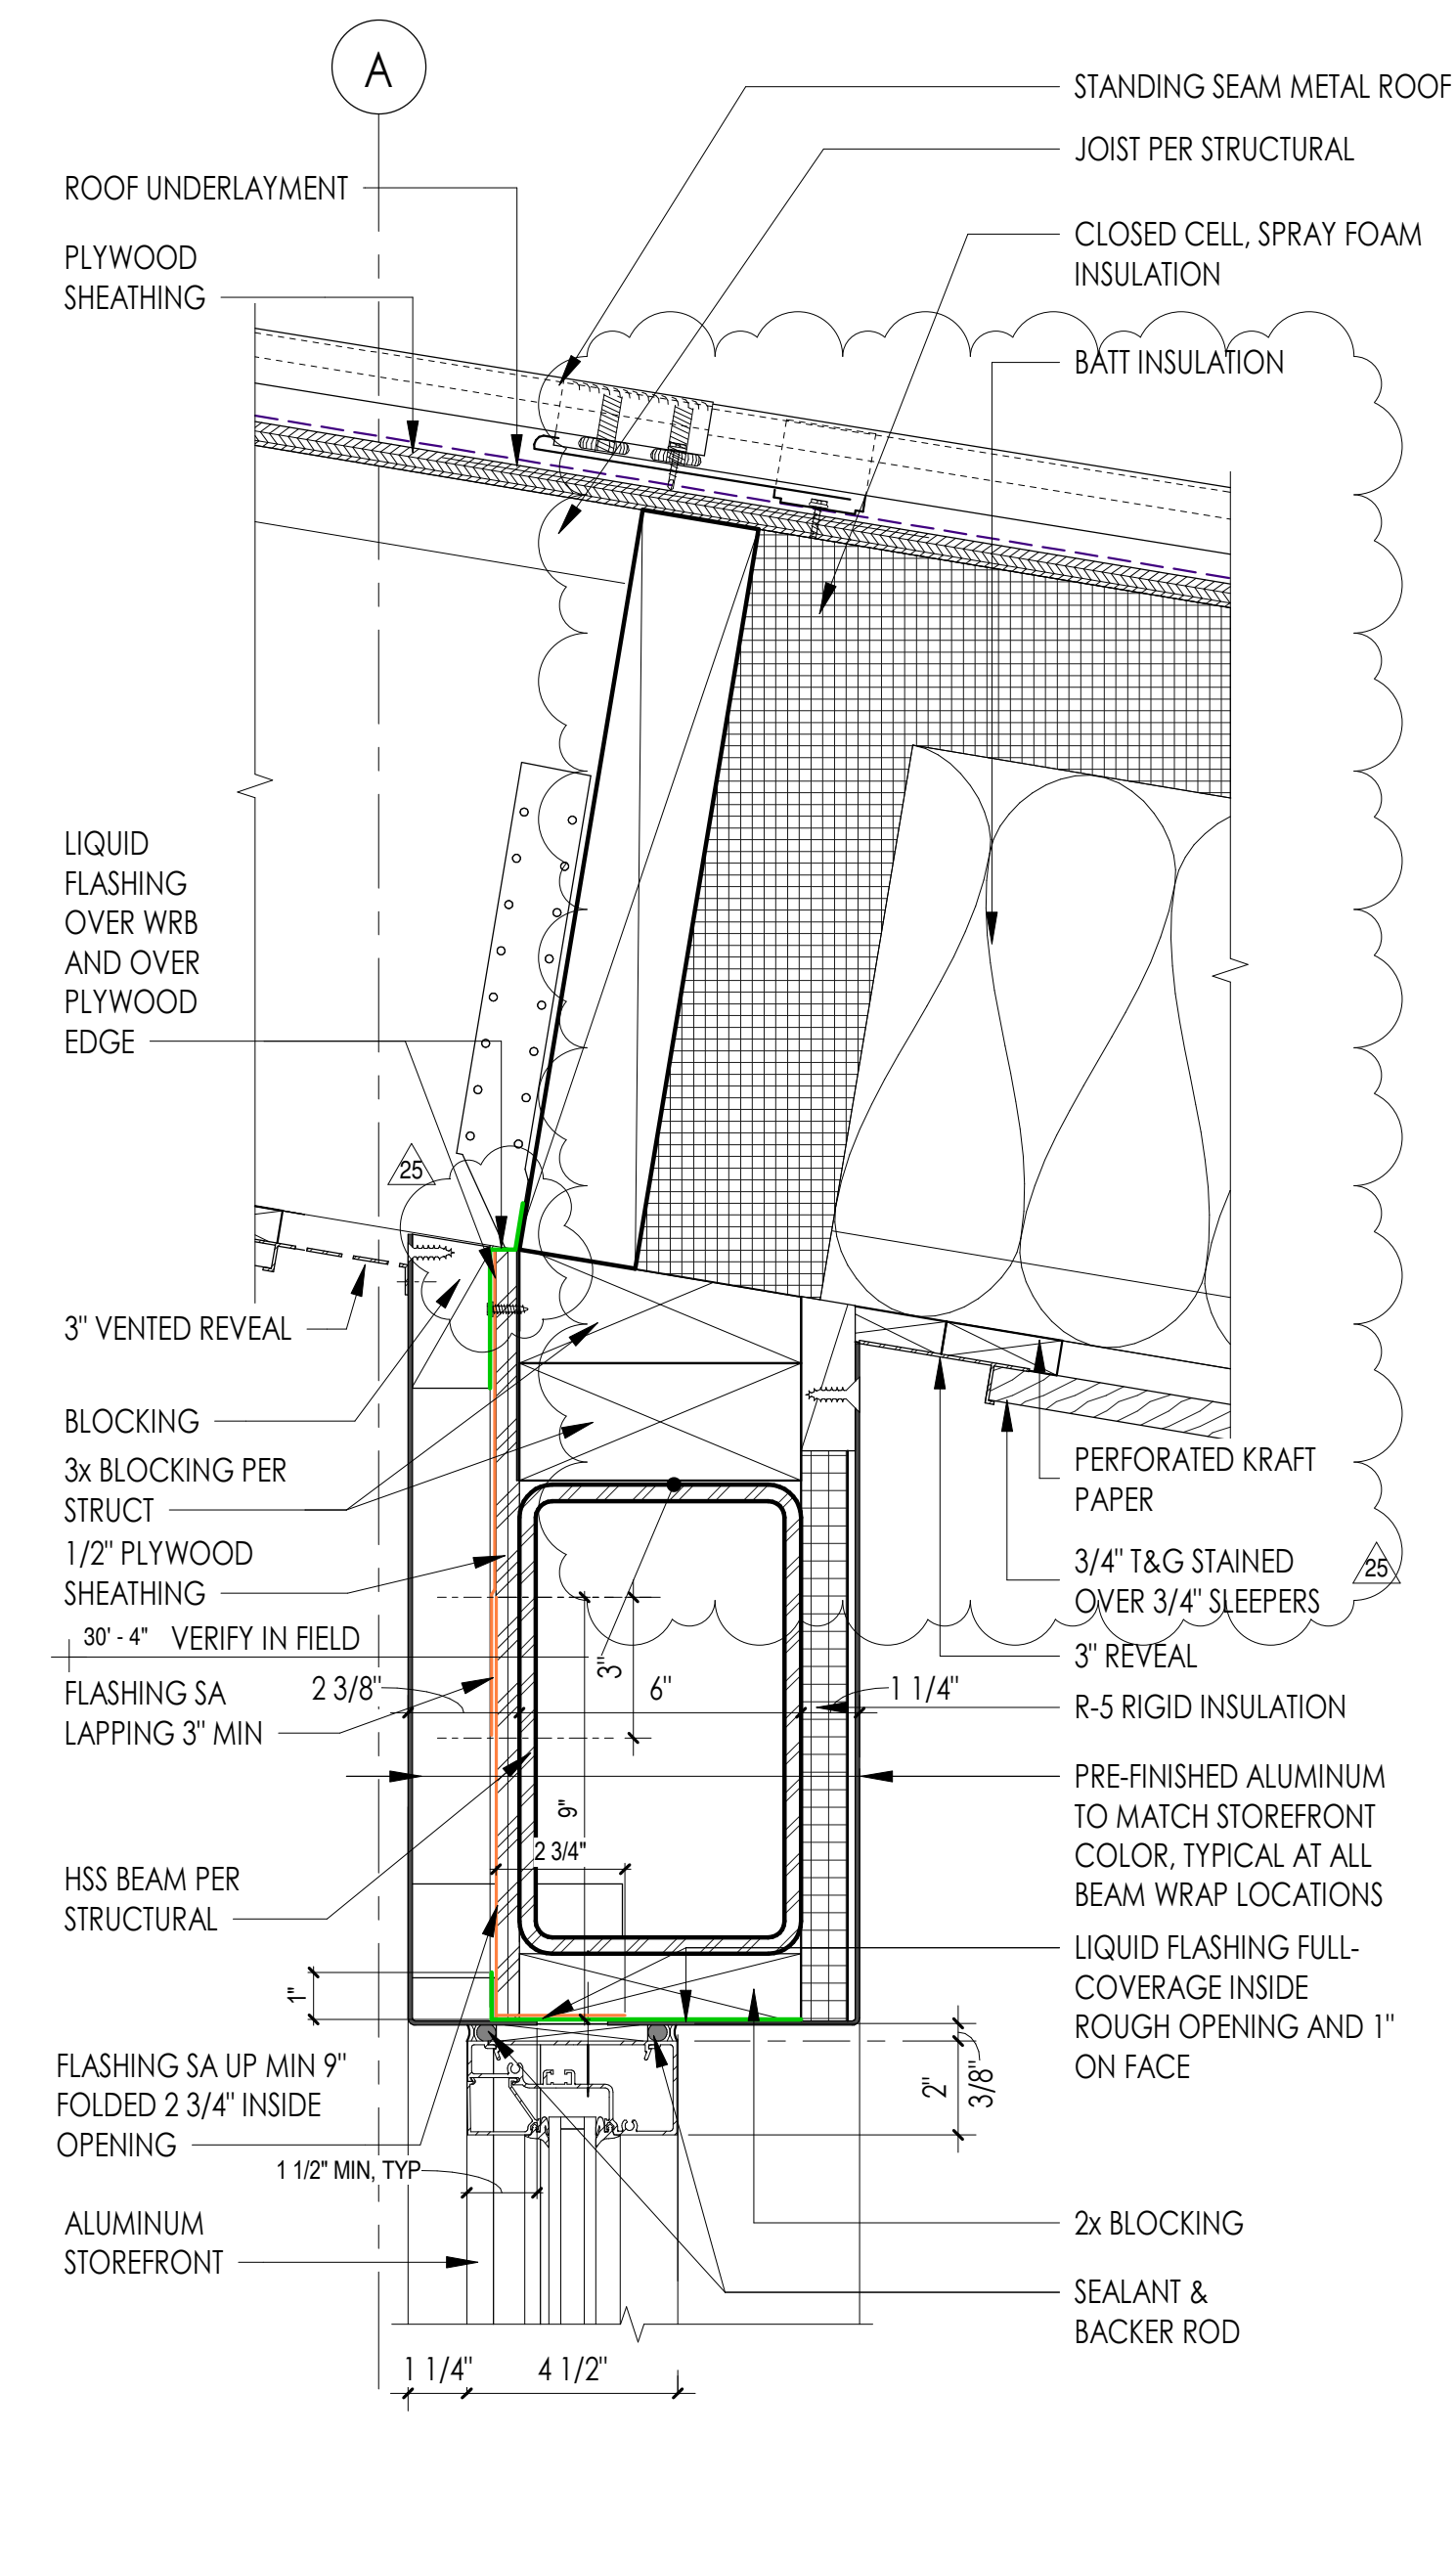 A
STANDING SEAM METAL ROOF
JOIST PER STRUCTURAL
ROOF UNDERLAYMENT
CLOSED CELL, SPRAY FOAM
INSULATION
PLYWOOD
SHEATHING
BATT INSULATION
LIQUID
FLASHING
OVER WRB
AND OVER
PLYWOOD
EDGE
25
3" VENTED REVEAL
BLOCKING
3x BLOCKING PER
STRUCT
1/2" PLYWOOD
SHEATHING
30' - 4" VERIFY IN FIELD
FLASHING SA
LAPPING 3" MIN
2 3/8"
3"
6"
1 1/4"
PERFORATED KRAFT
PAPER
3/4" T&G STAINED
OVER 3/4" SLEEPERS
25
3" REVEAL
R-5 RIGID INSULATION
PRE-FINISHED ALUMINUM
TO MATCH STOREFRONT
COLOR, TYPICAL AT ALL
BEAM WRAP LOCATIONS
9"
2 3/4"
HSS BEAM PER
STRUCTURAL
1"
LIQUID FLASHING FULL-
COVERAGE INSIDE
ROUGH OPENING AND 1"
ON FACE
FLASHING SA UP MIN 9"
FOLDED 2 3/4" INSIDE
OPENING
2"
3/8"
1 1/2" MIN, TYP
ALUMINUM
STOREFRONT
2x BLOCKING
SEALANT &
BACKER ROD
1 1/4"
4 1/2"